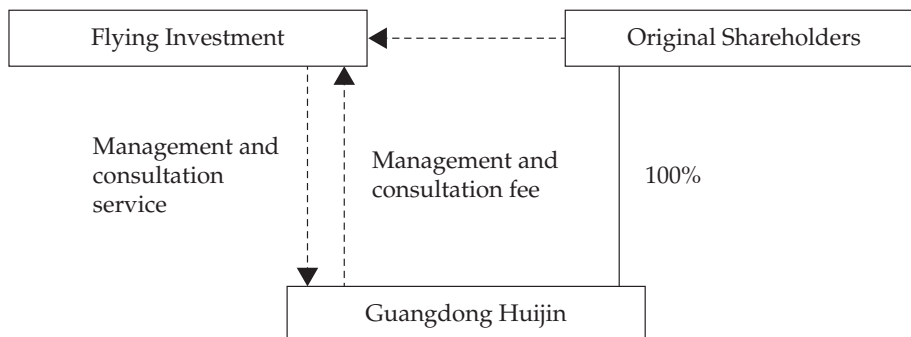 Flying Investment
Original Shareholders
Management and
consultation
service
Management and
consultation fee
100%
Guangdong Huijin